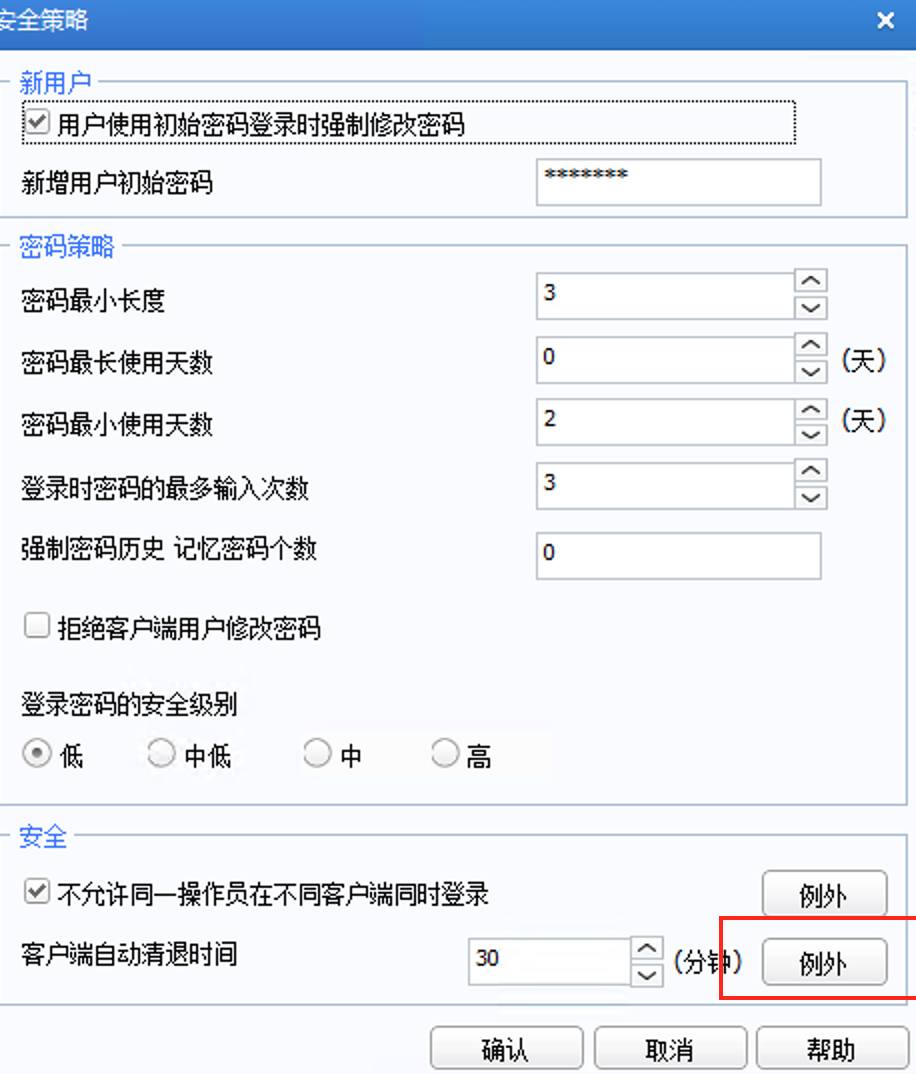 安全策略
新用户
用户使用初始密码登录时强制修改密码
新增用户初始密码 *******
密码策略
密码最小长度 3
密码最长使用天数 0 (天)
密码最小使用天数 2 (天)
登录时密码的最多输入次数 3
强制密码历史 记忆密码个数 0
拒绝客户端用户修改密码
登录密码的安全级别
低 中低 中 高
安全
不允许同一操作员在不同客户端同时登录 例外
客户端自动清退时间 30 (分钟) 例外
确认 取消 帮助